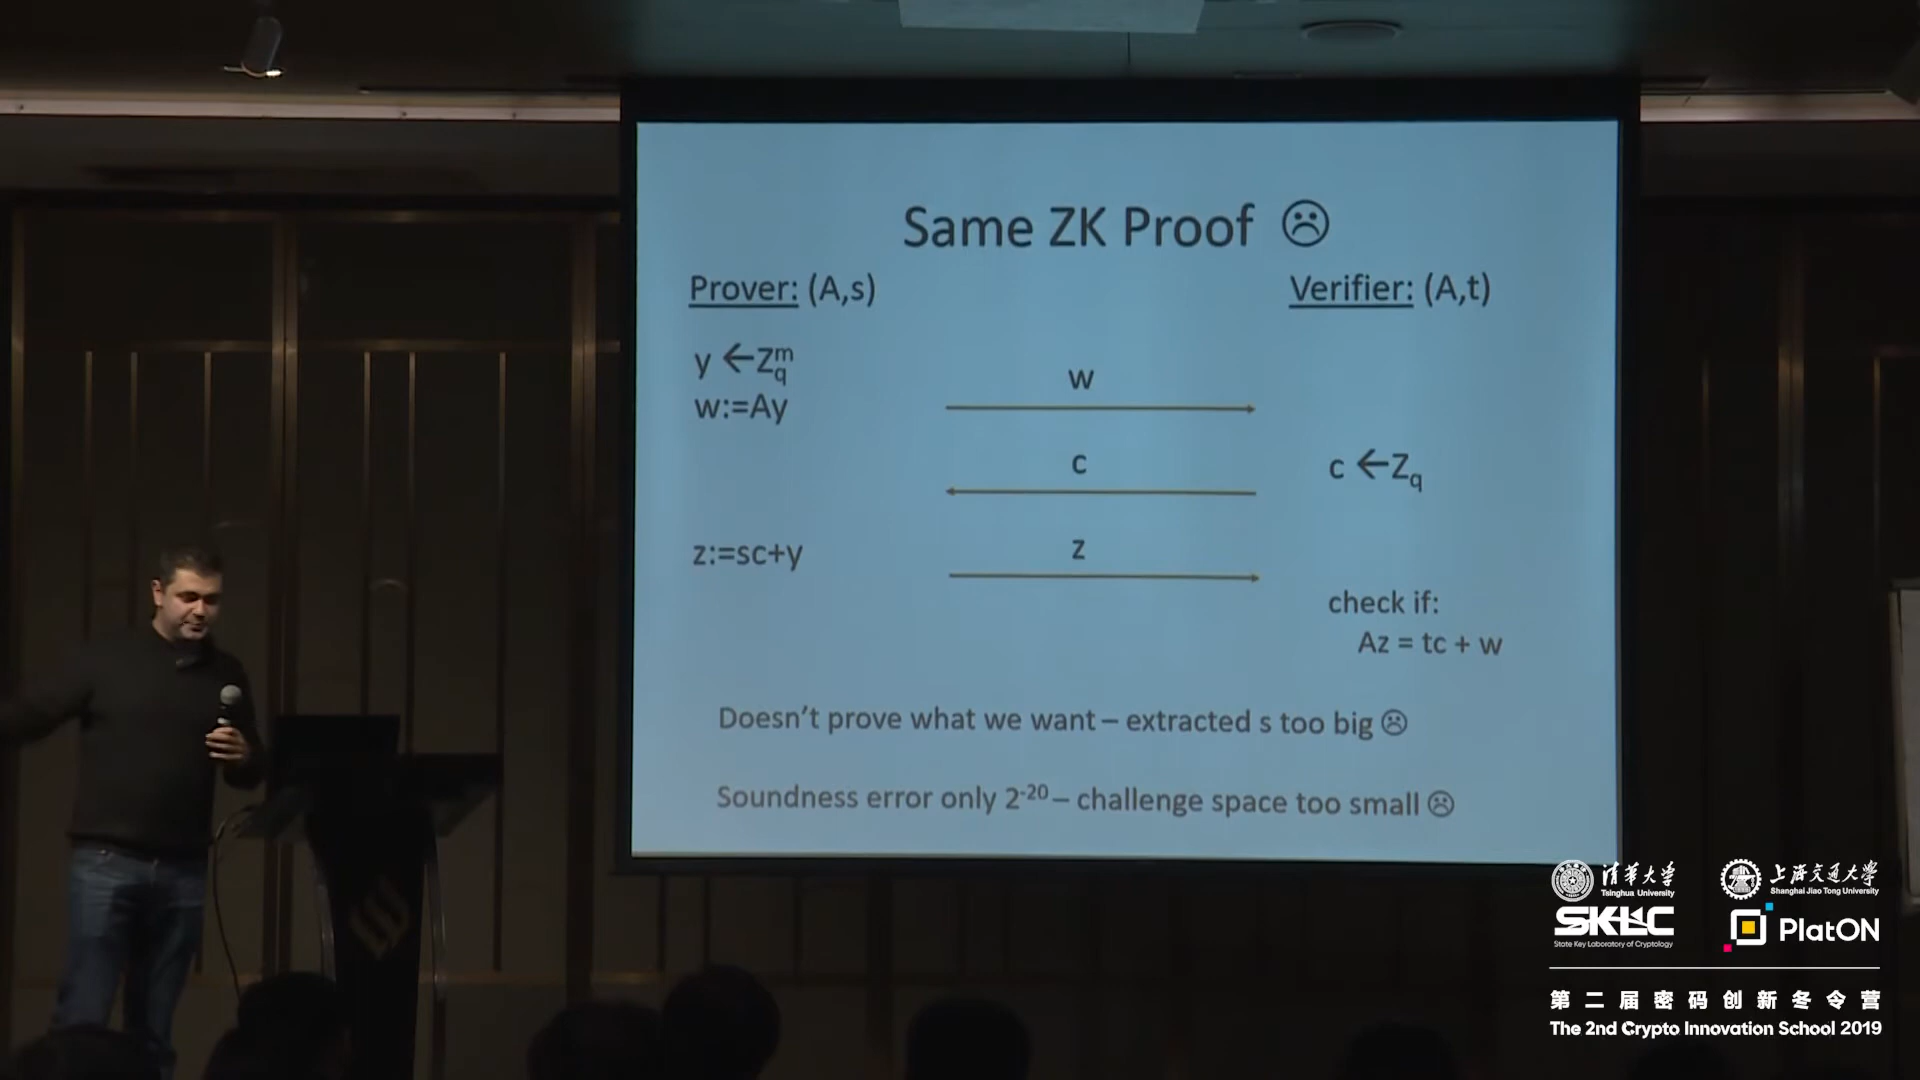 Same ZK Proof ☹
Prover: (A,s)
Verifier: (A,t)
y ←Z_q^m
w:=Ay
w
c
c ←Z_q
z:=sc+y
z
check if:
Az = tc + w
Doesn't prove what we want – extracted s too big ☹
Soundness error only 2^-20 – challenge space too small ☹
清华大学
Tsinghua University
上海交通大学
Shanghai Jiao Tong University
SKLC
State Key Laboratory of Cryptology
PlatON
第二届密码创新冬令营
The 2nd Crypto Innovation School 2019